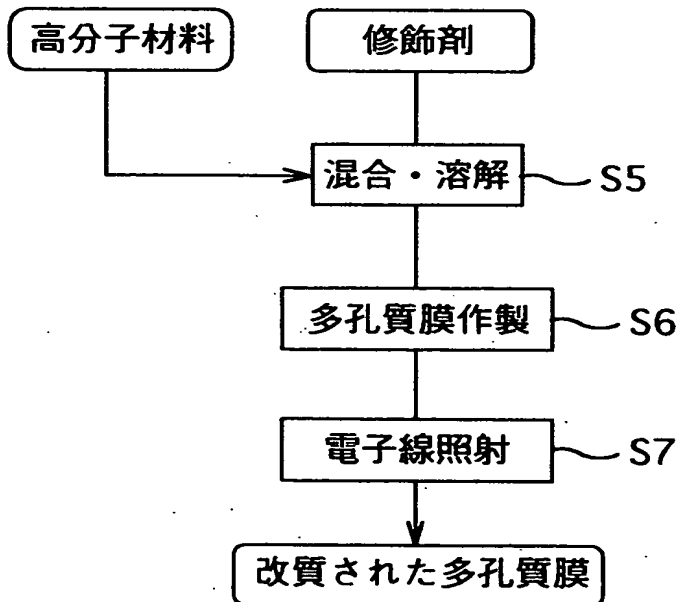 高分子材料
修飾剤
混合・溶解
S5
多孔質膜作製
S6
電子線照射
S7
改質された多孔質膜